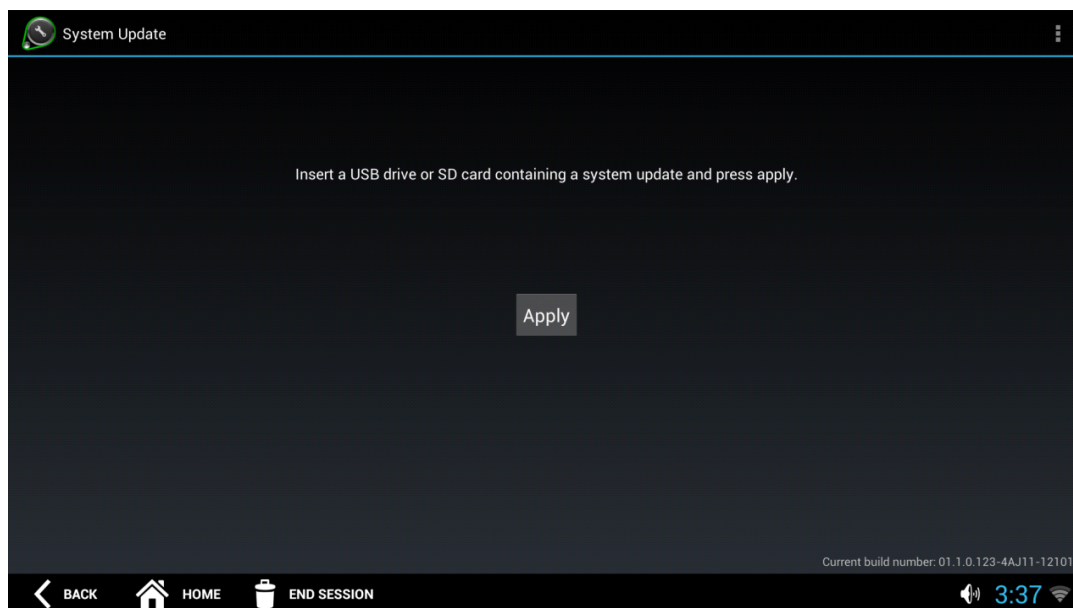 System Update
Insert a USB drive or SD card containing a system update and press apply.
Apply
Current build number: 01.1.0.123-4AJ11-12101
BACK HOME END SESSION 3:37